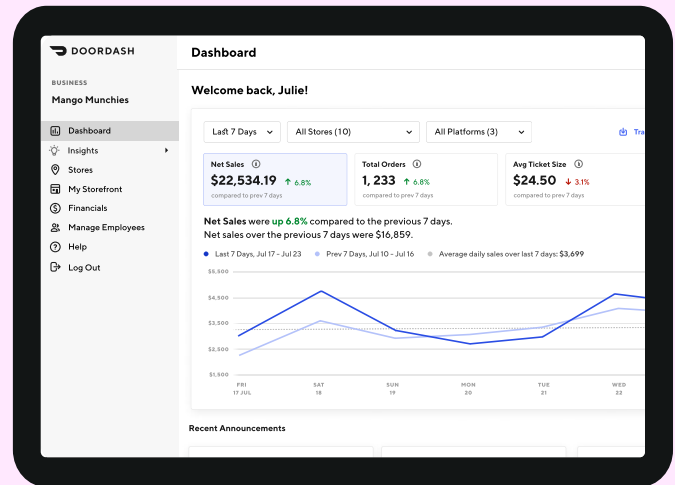 DOORDASH
BUSINESS
Mango Munchies
Dashboard
Insights
Stores
My Storefront
Financials
Manage Employees
Help
Log Out
Dashboard
Welcome back, Julie!
Last 7 Days
All Stores (10)
All Platforms (3)
Net Sales
$22,534.19 6.8%
compared to prev 7 days
Total Orders
1, 233 6.8%
compared to prev 7 days
Avg Ticket Size
$24.50 3.1%
compared to prev 7 days
Net Sales were up 6.8% compared to the previous 7 days.
Net sales over the previous 7 days were $16,859.
Last 7 Days, Jul 17 - Jul 23
Prev 7 Days, Jul 10 - Jul 16
Average daily sales over last 7 days: $3,699
$5,500
$4,500
$3,500
$2,500
$1,500
FRI
17 JUL
SAT
18
SUN
19
MON
20
TUE
21
WED
22
Recent Announcements